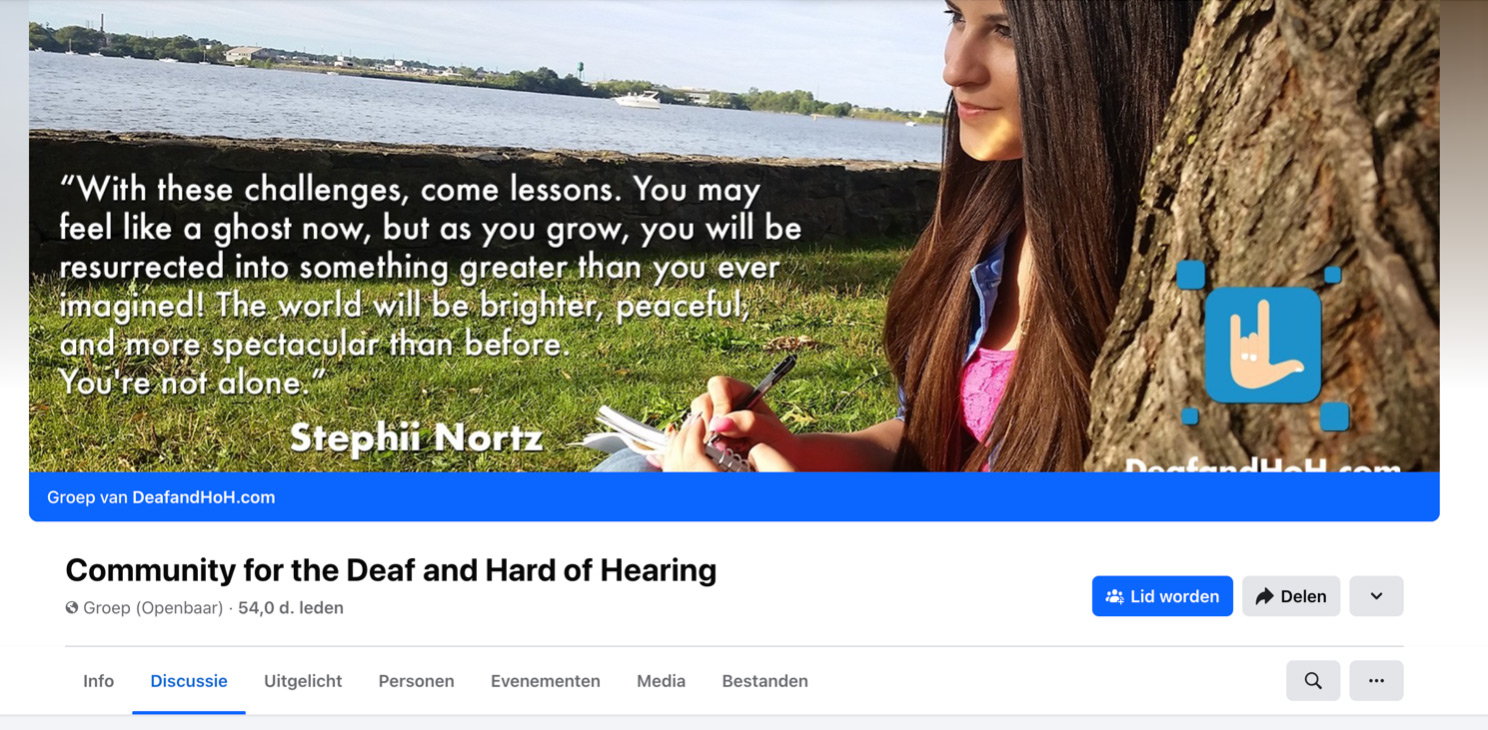 “With these challenges, come lessons. You may
feel like a ghost now, but as you grow, you will be
resurrected into something greater than you ever
imagined! The world will be brighter, peaceful,
and more spectacular than before.
You're not alone.”
Stephii Nortz
DeafandHoH.com
Groep van DeafandHoH.com
Community for the Deaf and Hard of Hearing
Groep (Openbaar) · 54,0 d. leden
Lid worden
Delen
Info
Discussie
Uitgelicht
Personen
Evenementen
Media
Bestanden